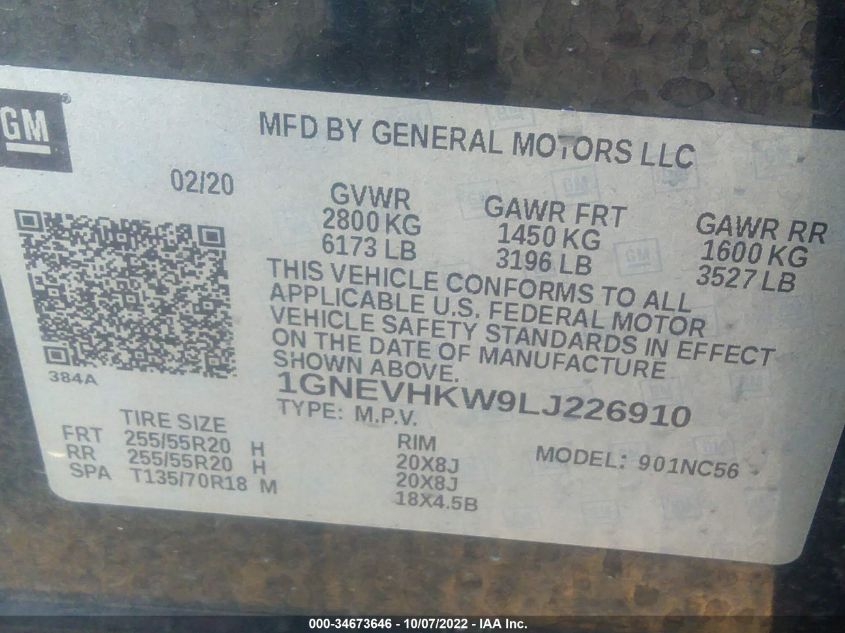 GM
MFD BY GENERAL MOTORS LLC
02/20
GVWR
2800 KG
6173 LB
GAWR FRT
1450 KG
3196 LB
GAWR RR
1600 KG
3527 LB
THIS VEHICLE CONFORMS TO ALL
APPLICABLE U.S. FEDERAL MOTOR
VEHICLE SAFETY STANDARDS IN EFFECT
ON THE DATE OF MANUFACTURE
SHOWN ABOVE.
384A
1GNEVHKW9LJ226910
TYPE: M.P.V.
TIRE SIZE
FRT 255/55R20 H
RR 255/55R20 H
SPA T135/70R18 M
RIM
20X8J
20X8J
18X4.5B
MODEL: 901NC56
000-34673646 - 10/07/2022 - IAA Inc.